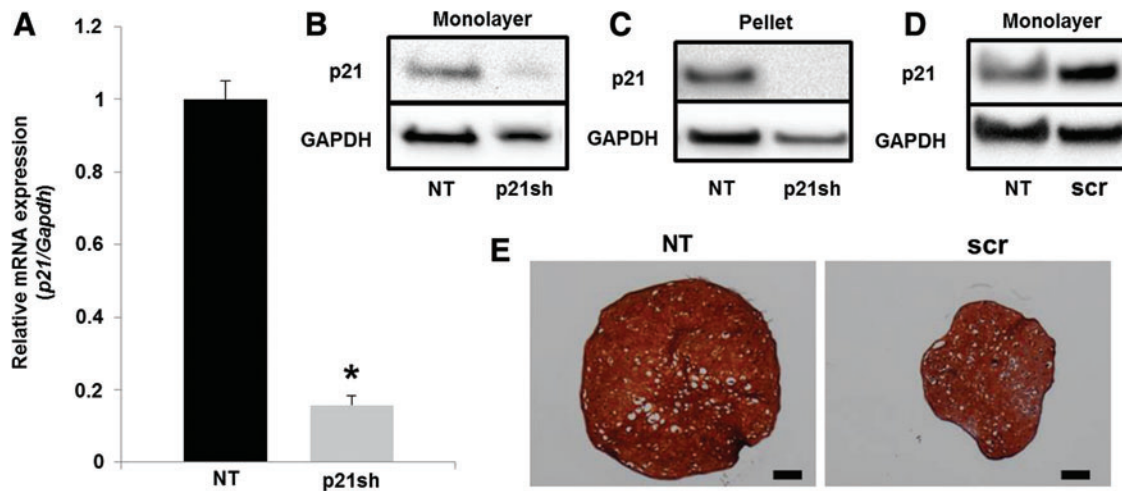 A
Relative mRNA expression
(p21/Gapdh)
1.2
1
0.8
0.6
0.4
0.2
0
*
NT
p21sh
B
Monolayer
p21
GAPDH
NT
p21sh
C
Pellet
p21
GAPDH
NT
p21sh
D
Monolayer
p21
GAPDH
NT
scr
E
NT
scr